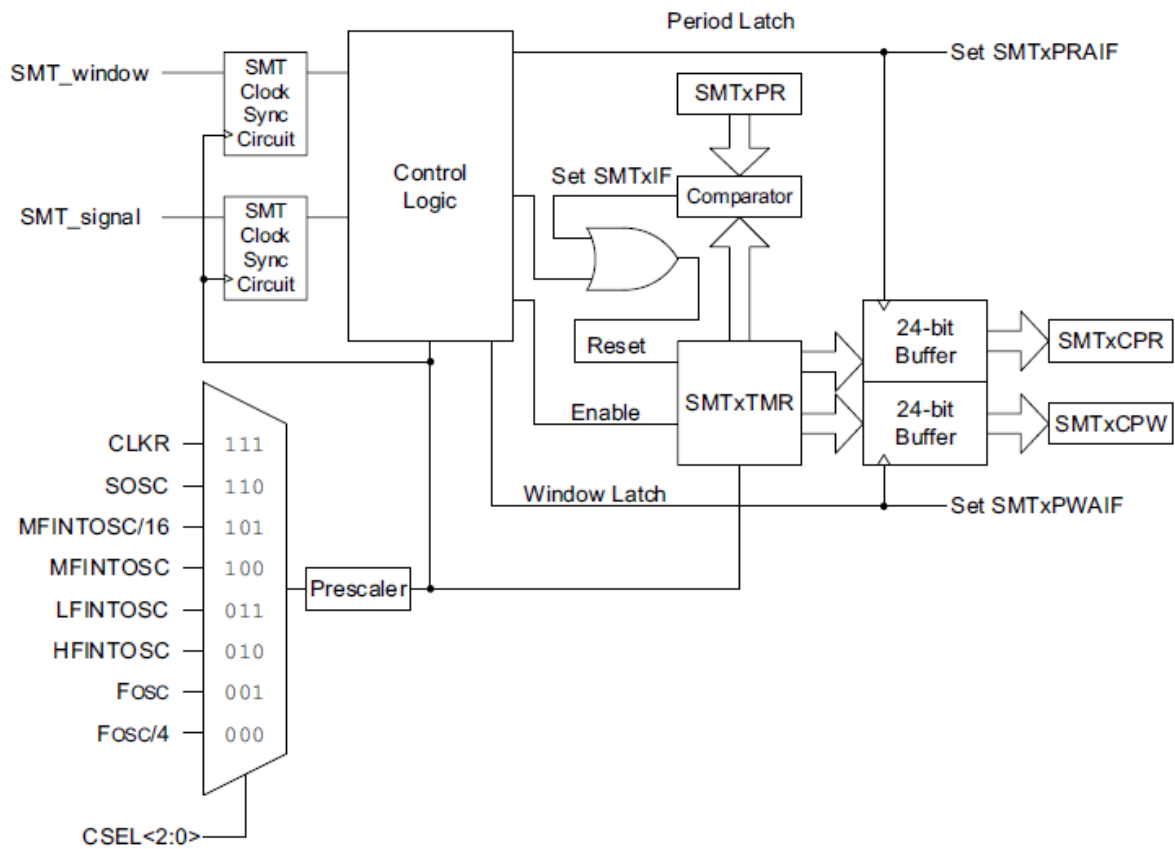 Period Latch
SMT_window
SMT
Clock
Sync
Circuit
Set SMTxPRAIF
SMTxPR
Control
Logic
Set SMTxIF
Comparator
SMT_signal
SMT
Clock
Sync
Circuit
Reset
24-bit
Buffer
SMTxCPR
SMTxTMR
Enable
24-bit
Buffer
SMTxCPW
Window Latch
Set SMTxPWAIF
CLKR 111
SOSC 110
MFINTOSC/16 101
MFINTOSC 100
LFINTOSC 011
HFINTOSC 010
FOSC 001
FOSC/4 000
Prescaler
CSEL<2:0>